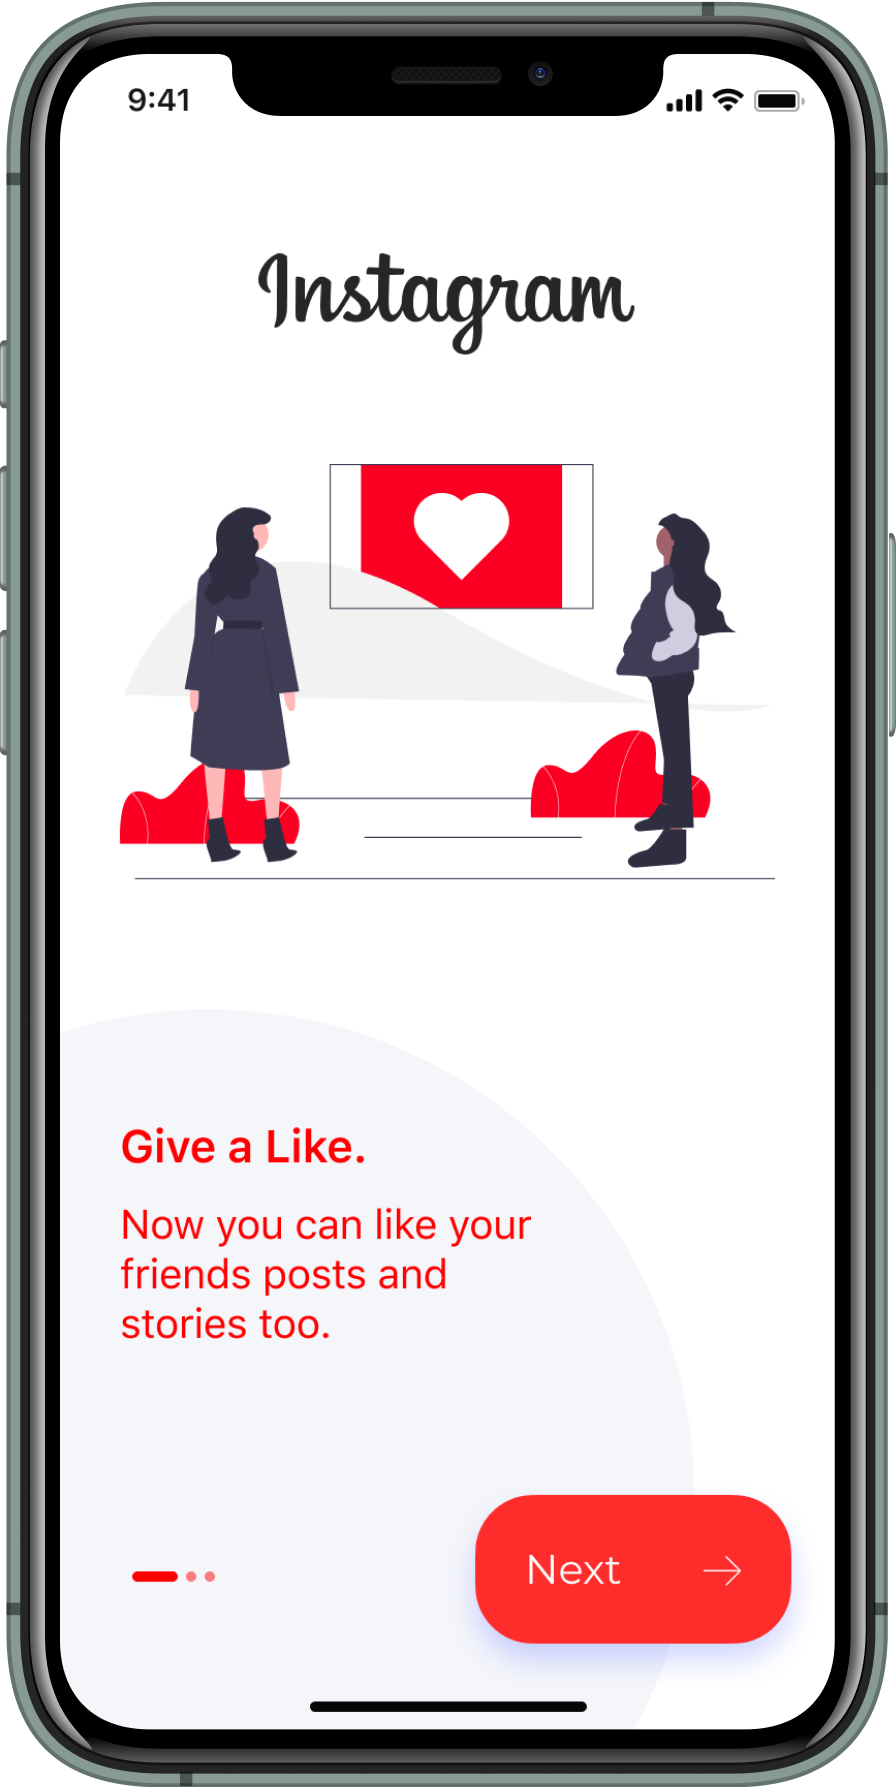 9:41
Instagram
Give a Like.
Now you can like your
friends posts and
stories too.
Next